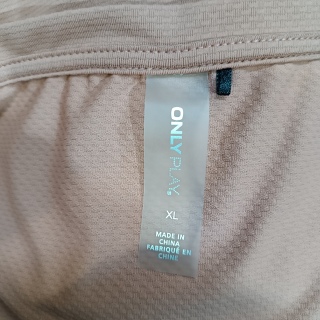 ONLY PLAY®
XL
MADE IN
CHINA
FABRIQUÉ EN
CHINE